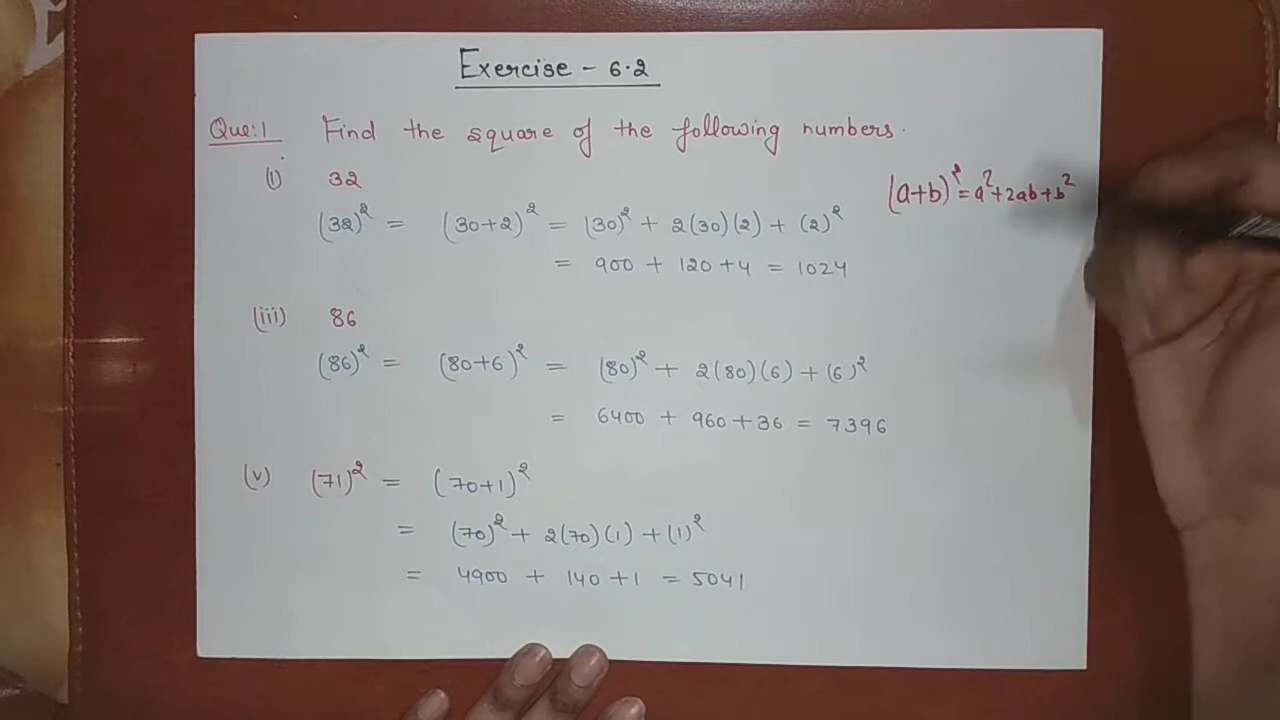 Exercise - 6.2
Que:1 Find the square of the following numbers.
(i) 32
(a+b)² = a²+2ab+b²
(32)² = (30+2)² = (30)² + 2(30)(2) + (2)²
= 900 + 120 + 4 = 1024
(iii) 86
(86)² = (80+6)² = (80)² + 2(80)(6) + (6)²
= 6400 + 960 + 36 = 7396
(v) (71)² = (70+1)²
= (70)² + 2(70)(1) + (1)²
= 4900 + 140 + 1 = 5041